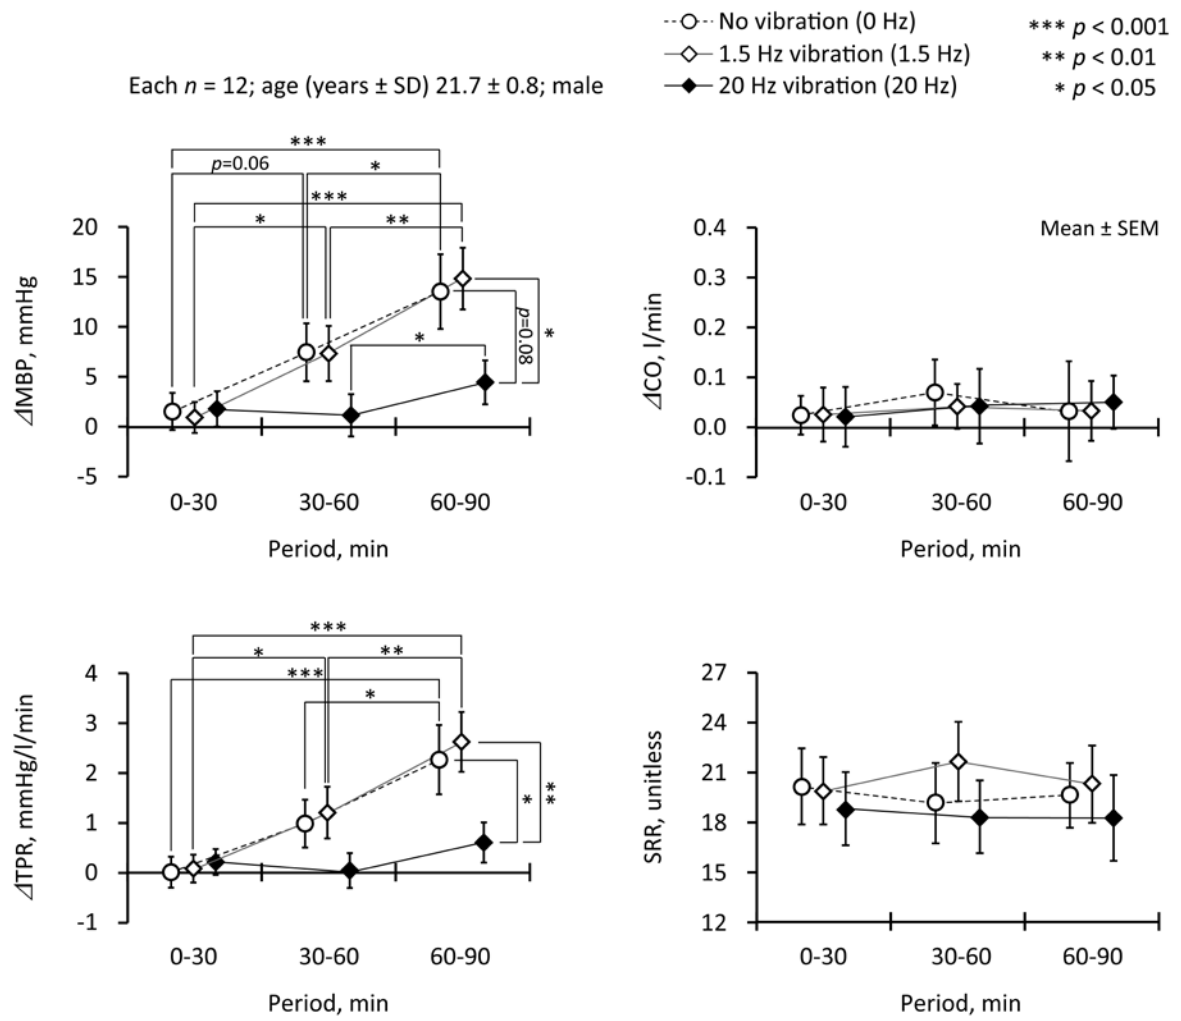 No vibration (0 Hz)
1.5 Hz vibration (1.5 Hz)
20 Hz vibration (20 Hz)
*** p < 0.001
** p < 0.01
* p < 0.05
Each n = 12; age (years ± SD) 21.7 ± 0.8; male
***
p=0.06
*
***
*
**
*
p=0.08
*
ΔMBP, mmHg
20
15
10
5
0
-5
0-30
30-60
60-90
Period, min
Mean ± SEM
ΔCO, l/min
0.4
0.3
0.2
0.1
0.0
-0.1
0-30
30-60
60-90
Period, min
***
*
**
***
*
*
**
ΔTPR, mmHg/l/min
4
3
2
1
0
-1
0-30
30-60
60-90
Period, min
SRR, unitless
27
24
21
18
15
12
0-30
30-60
60-90
Period, min